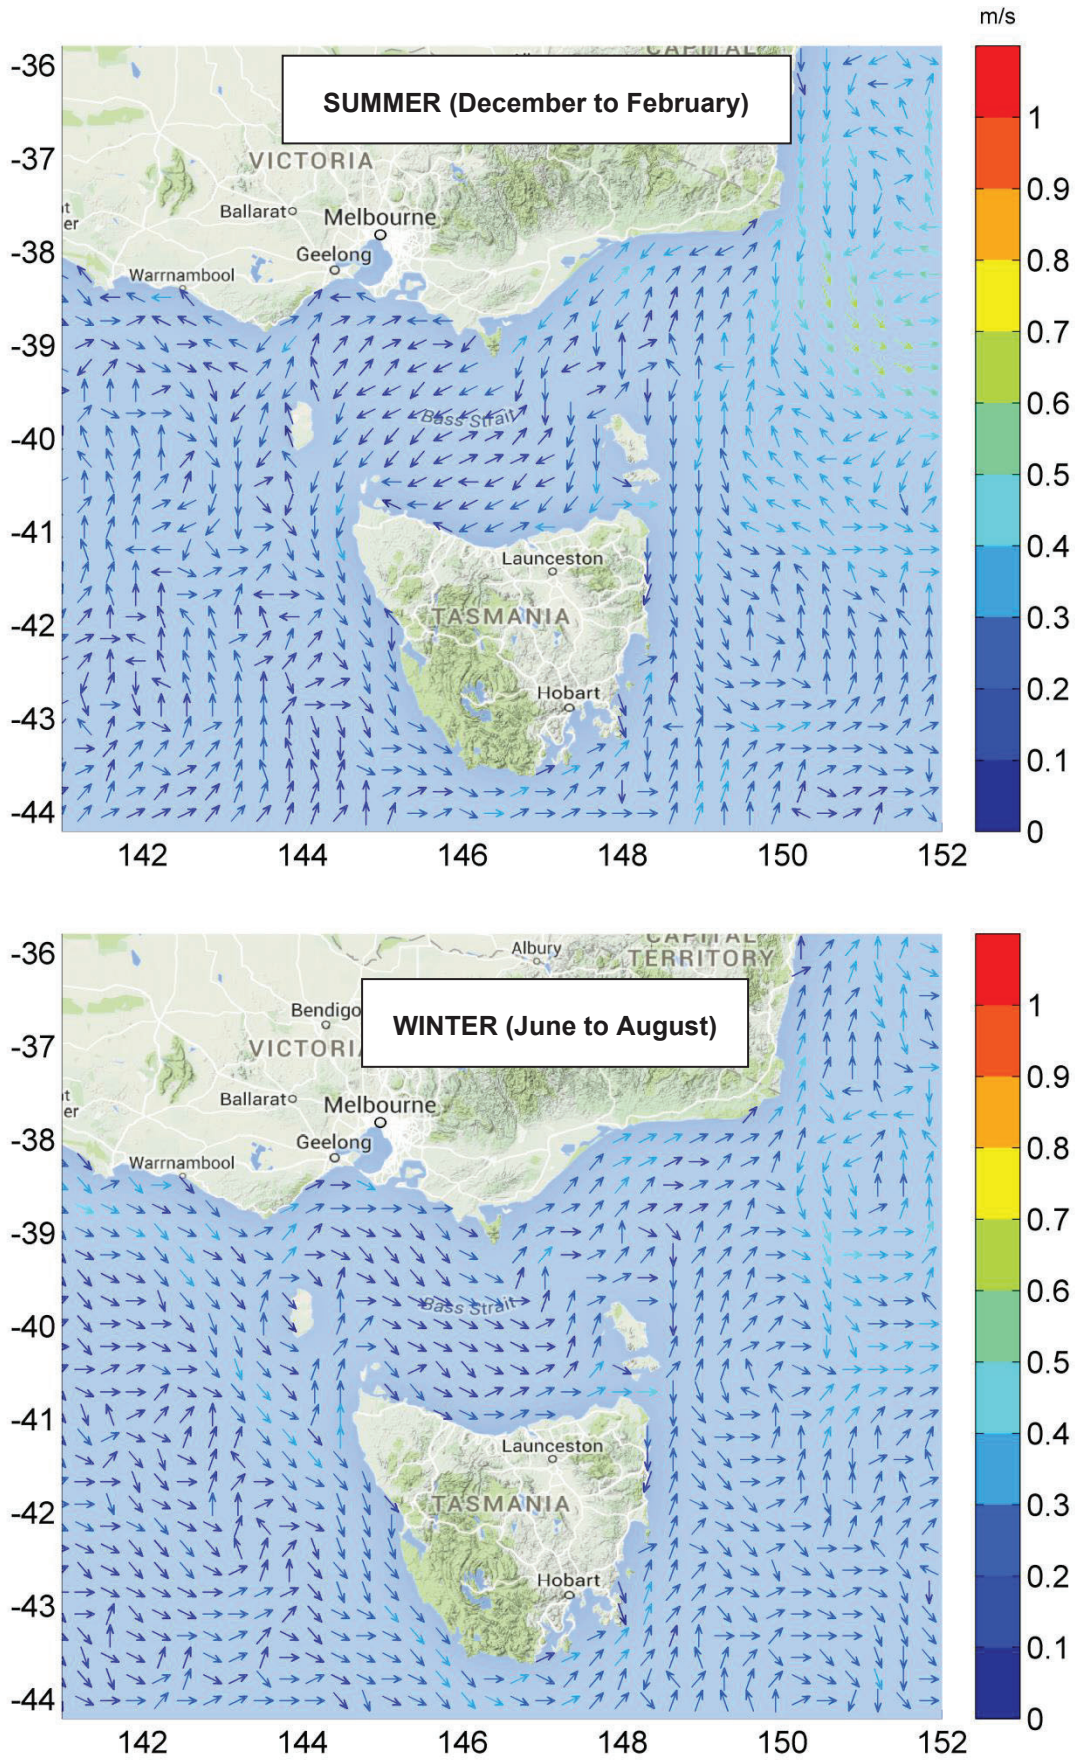 m/s
CAPITAL
SUMMER (December to February)
VICTORIA
Ballarat
Melbourne
Geelong
Warrnambool
Bass Strait
Launceston
TASMANIA
Hobart
-36
-37
-38
-39
-40
-41
-42
-43
-44
142
144
146
148
150
152
1
0.9
0.8
0.7
0.6
0.5
0.4
0.3
0.2
0.1
0
Albury
CAPITAL
TERRITORY
Bendigo
WINTER (June to August)
VICTORIA
Ballarat
Melbourne
Geelong
Warrnambool
Bass Strait
Launceston
TASMANIA
Hobart
-36
-37
-38
-39
-40
-41
-42
-43
-44
142
144
146
148
150
152
1
0.9
0.8
0.7
0.6
0.5
0.4
0.3
0.2
0.1
0